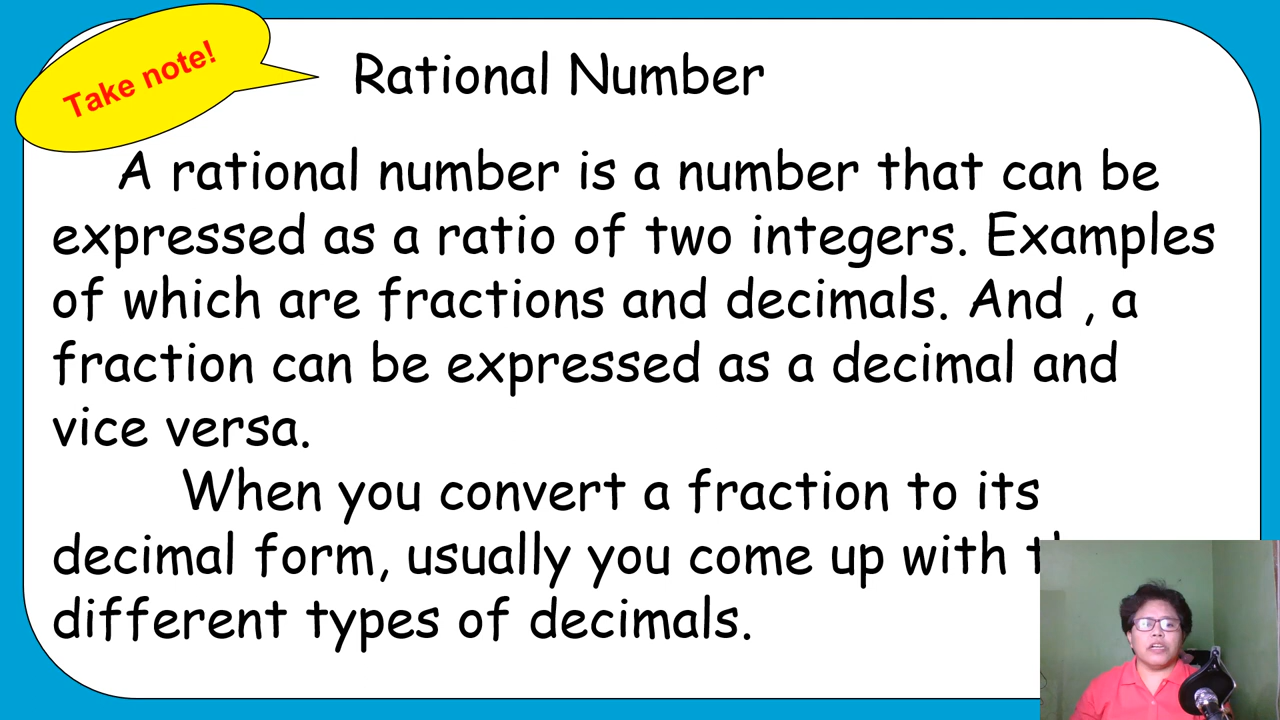 Take note!
Rational Number
A rational number is a number that can be
expressed as a ratio of two integers. Examples
of which are fractions and decimals. And , a
fraction can be expressed as a decimal and
vice versa.
When you convert a fraction to its
decimal form, usually you come up with
different types of decimals.